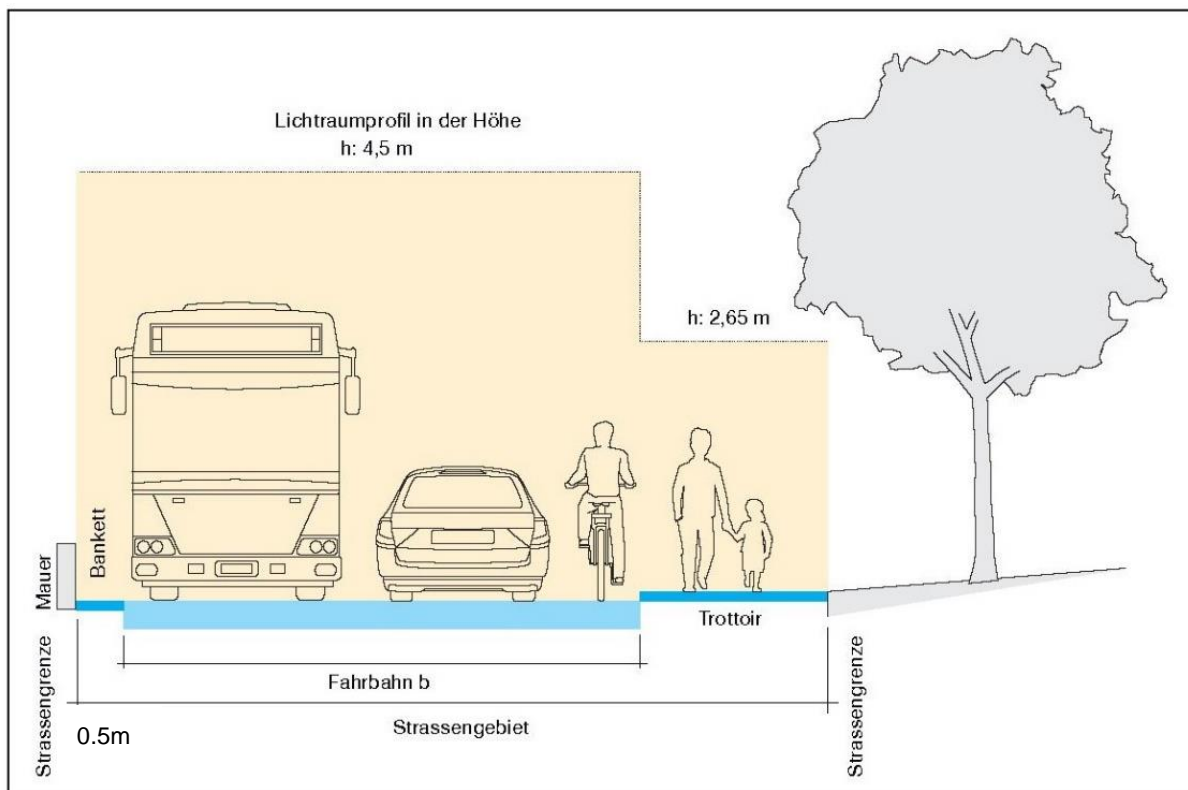 Lichtraumprofil in der Höhe
h: 4,5 m
h: 2,65 m
Mauer
Bankett
Trottoir
Fahrbahn b
Strassengebiet
Strassengrenze
0.5m
Strassengrenze